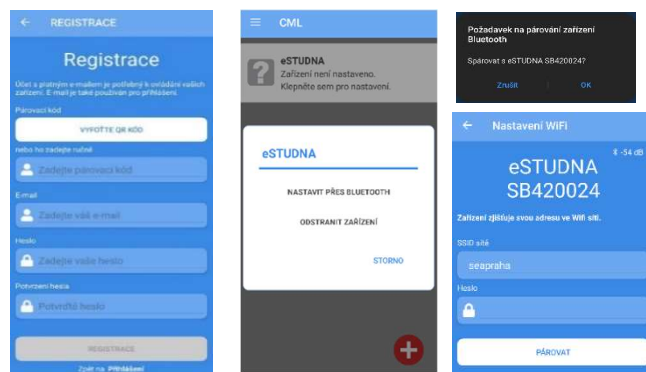 REGISTRACE
Registrace
Účet s platným e-mailem je potřebný k ovládání vašich
zařízení. E-mail je také používán pro přihlášení.
Párovací kód
VYFOŤTE QR KÓD
nebo ho zadejte ručně
Zadejte párovací kód
E-mail
Zadejte váš e-mail
Heslo
Zadejte vaše heslo
Potvrzení hesla
Potvrďte heslo
REGISTRACE
Zpět na Přihlášení
CML
eSTUDNA
Zařízení není nastaveno.
Klepněte sem pro nastavení.
eSTUDNA
NASTAVIT PŘES BLUETOOTH
ODSTRANIT ZAŘÍZENÍ
STORNO
Požadavek na párování zařízení
Bluetooth
Spárovat s eSTUDNA SB420024?
Zrušit
OK
Nastavení WiFi
-54 dB
eSTUDNA
SB420024
Zařízení zjišťuje svou adresu ve Wifi síti.
SSID sítě
seapraha
Heslo
PÁROVAT